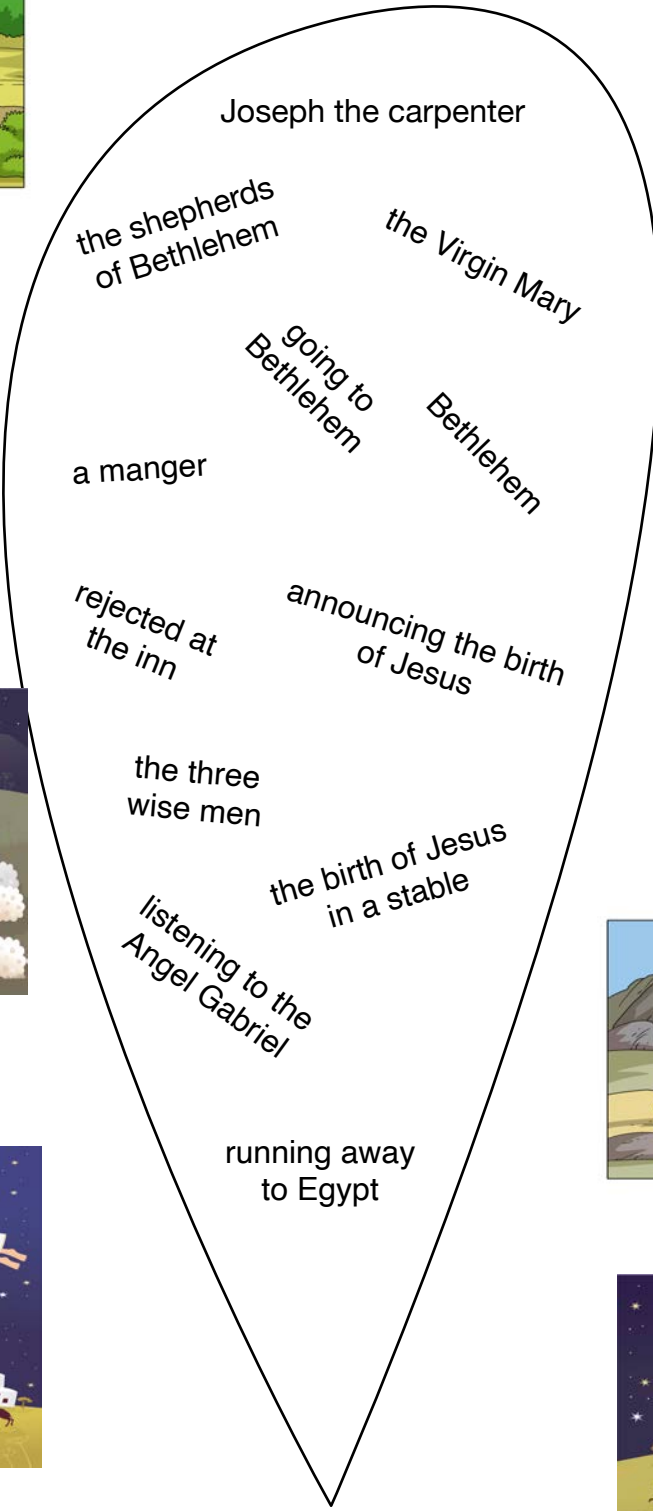 Joseph the carpenter
the shepherds
of Bethlehem
the Virgin Mary
going to
Bethlehem
Bethlehem
a manger
rejected at
the inn
announcing the birth
of Jesus
the three
wise men
the birth of Jesus
in a stable
listening to the
Angel Gabriel
running away
to Egypt